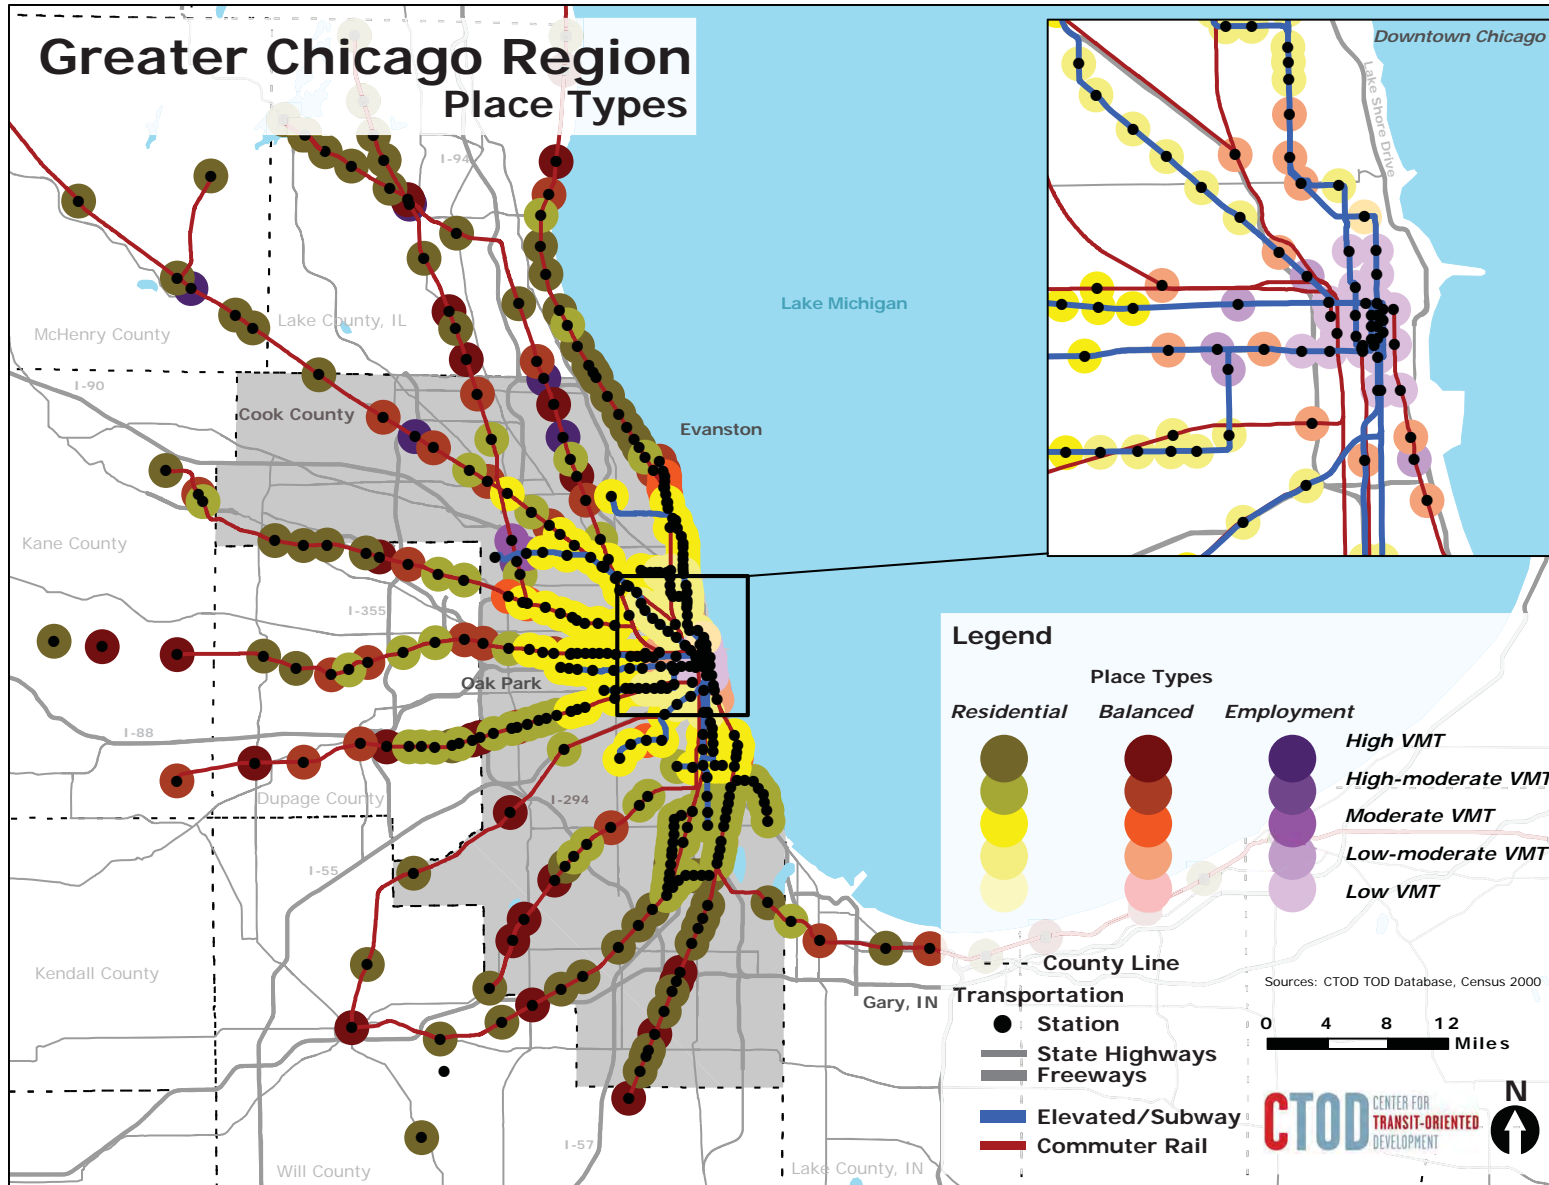 Greater Chicago Region
Place Types
Downtown Chicago
Lake Shore Drive
I-94
Lake Michigan
McHenry County
Lake County, IL
I-90
Cook County
Evanston
Kane County
I-355
Oak Park
I-88
Dupage County
I-294
I-55
Kendall County
Gary, IN
I-57
Will County
Lake County, IN
Legend
Place Types
Residential Balanced Employment
High VMT
High-moderate VMT
Moderate VMT
Low-moderate VMT
Low VMT
County Line
Transportation
Station
State Highways
Freeways
Elevated/Subway
Commuter Rail
Sources: CTOD TOD Database, Census 2000
0 4 8 12
Miles
CTOD
CENTER FOR
TRANSIT-ORIENTED
DEVELOPMENT
N